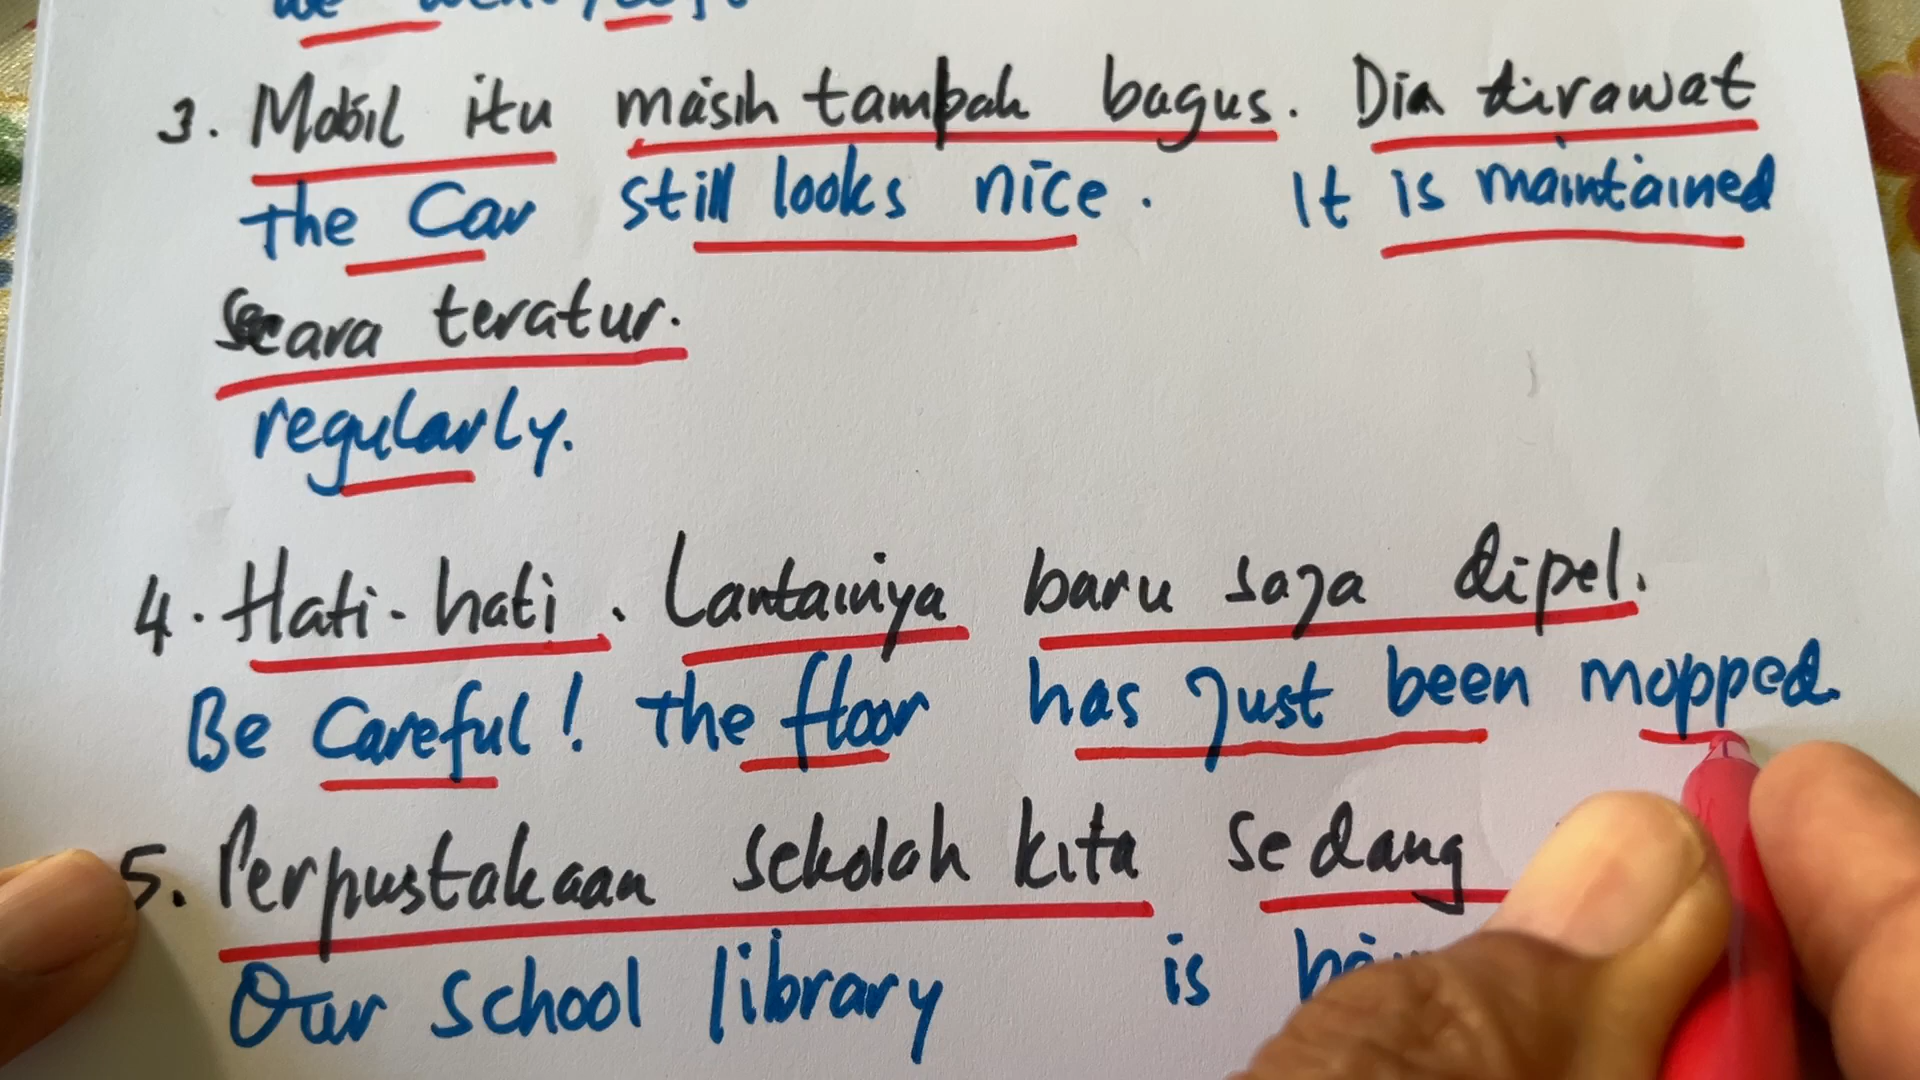 3. Mobil itu masih tampak bagus. Dia dirawat
the Car still looks nice. It is maintained
Secara teratur.
regularly.
4. Hati-hati. Lantainya baru saja dipel.
Be Careful! the floor has just been mopped.
5. Perpustakaan sekolah kita sedang
Our school library is